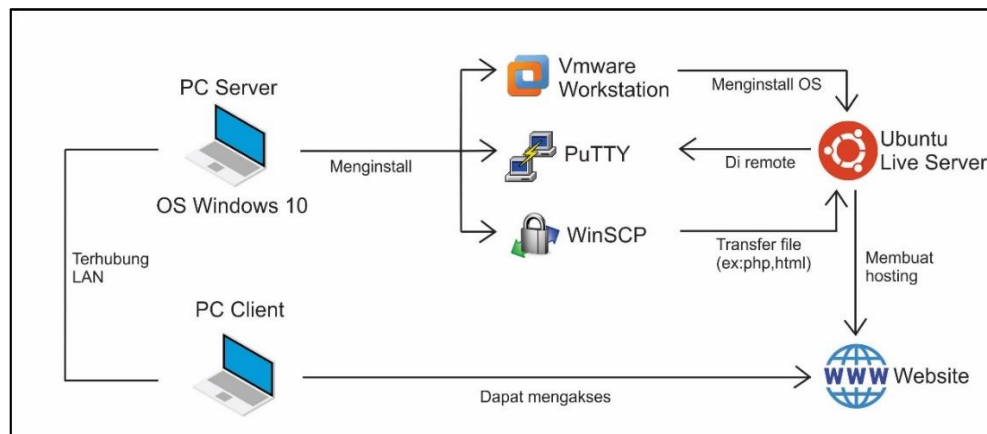 PC Server
OS Windows 10
Terhubung
LAN
PC Client
Menginstall
Vmware
Workstation
PuTTY
WinSCP
Menginstall OS
Di remote
Transfer file
(ex:php,html)
Ubuntu
Live Server
Membuat
hosting
Dapat mengakses
WWW
Website